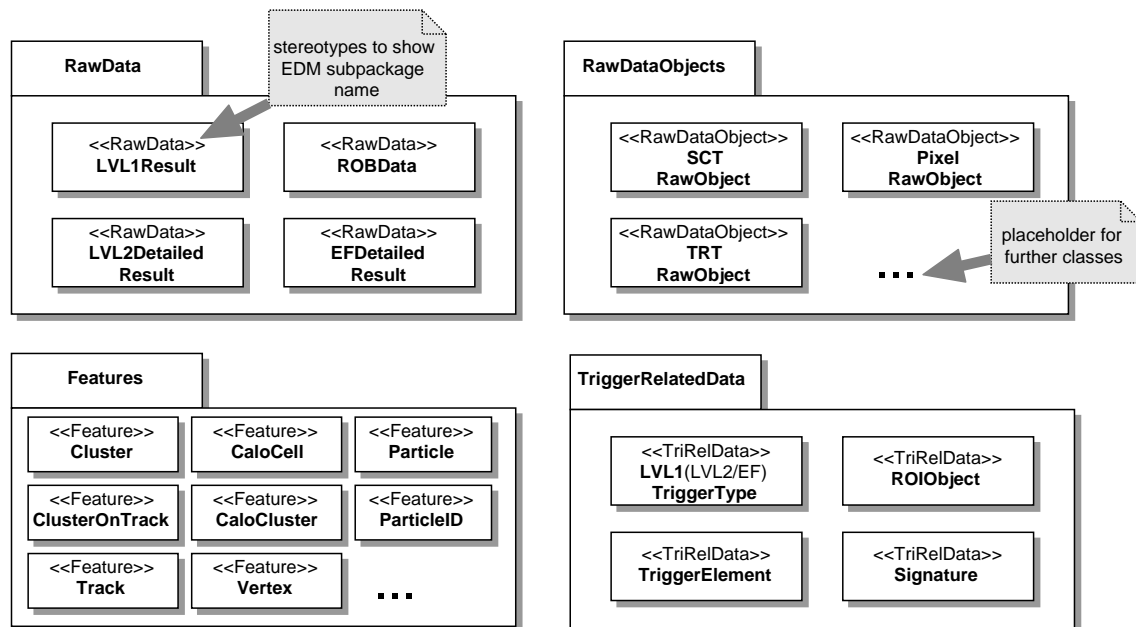 stereotypes to show
EDM subpackage
name
RawData
<<RawData>>
LVL1Result
<<RawData>>
ROBData
<<RawData>>
LVL2Detailed
Result
<<RawData>>
EFDetailed
Result
RawDataObjects
<<RawDataObject>>
SCT
RawObject
<<RawDataObject>>
Pixel
RawObject
<<RawDataObject>>
TRT
RawObject
...
placeholder for
further classes
Features
<<Feature>>
Cluster
<<Feature>>
CaloCell
<<Feature>>
Particle
<<Feature>>
ClusterOnTrack
<<Feature>>
CaloCluster
<<Feature>>
ParticleID
<<Feature>>
Track
<<Feature>>
Vertex
...
TriggerRelatedData
<<TriRelData>>
LVL1(LVL2/EF)
TriggerType
<<TriRelData>>
ROIObject
<<TriRelData>>
TriggerElement
<<TriRelData>>
Signature